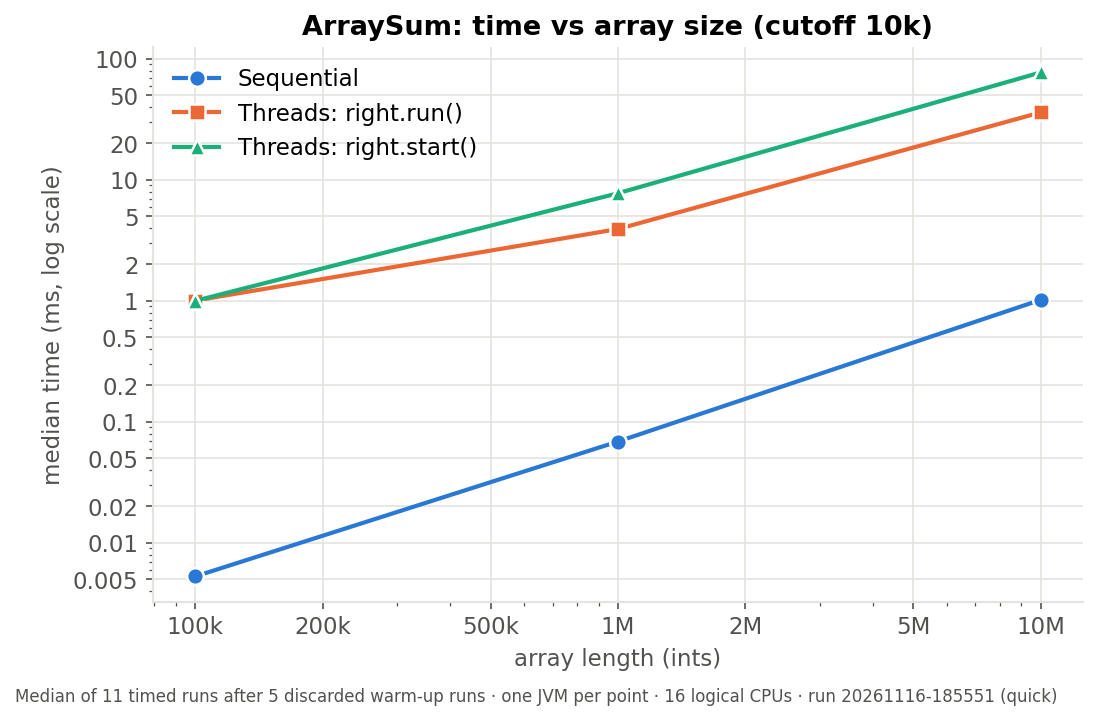 ArraySum: time vs array size (cutoff 10k)
Sequential
Threads: right.run()
Threads: right.start()
median time (ms, log scale)
100
50
20
10
5
2
1
0.5
0.2
0.1
0.05
0.02
0.01
0.005
100k 200k 500k 1M 2M 5M 10M
array length (ints)
Median of 11 timed runs after 5 discarded warm-up runs · one JVM per point · 16 logical CPUs · run 20261116-185551 (quick)